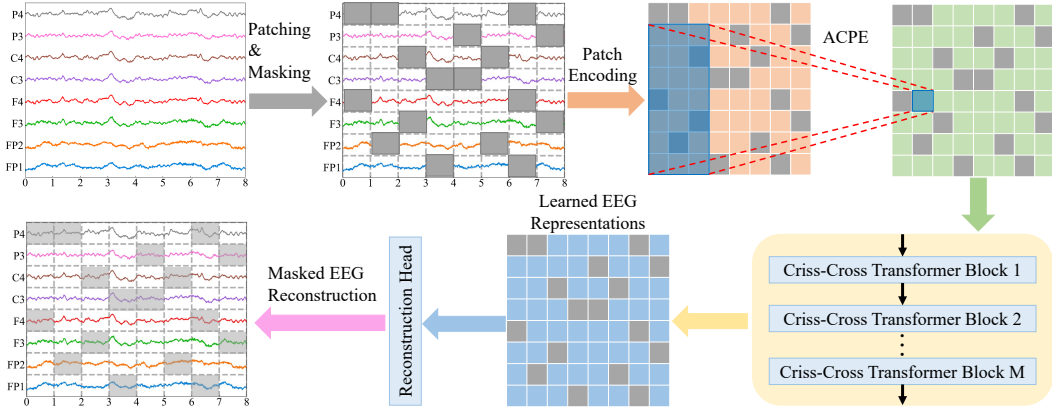 P4
P3
C4
C3
F4
F3
FP2
FP1
0 1 2 3 4 5 6 7 8
Patching
&
Masking
P4
P3
C4
C3
F4
F3
FP2
FP1
0 1 2 3 4 5 6 7 8
Patch
Encoding
ACPE
Criss-Cross Transformer Block 1
Criss-Cross Transformer Block 2
Criss-Cross Transformer Block M
Learned EEG
Representations
Reconstruction Head
Masked EEG
Reconstruction
P4
P3
C4
C3
F4
F3
FP2
FP1
0 1 2 3 4 5 6 7 8